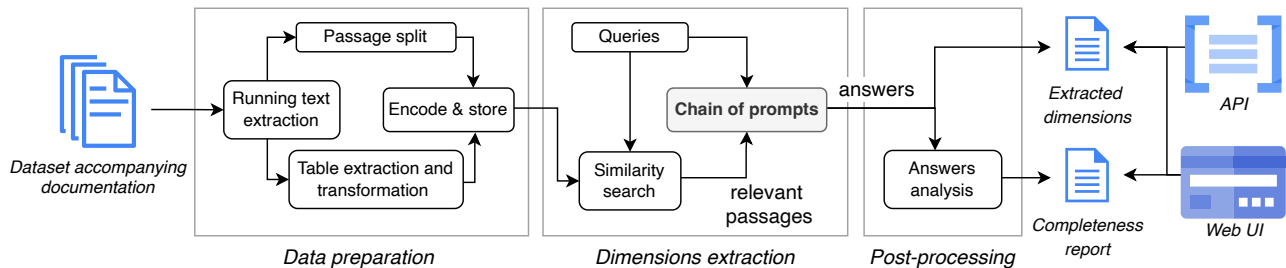 Dataset accompanying
documentation
Running text
extraction
Passage split
Table extraction and
transformation
Encode & store
Data preparation
Queries
Similarity
search
Chain of prompts
relevant
passages
Dimensions extraction
answers
Answers
analysis
Post-processing
Extracted
dimensions
Completeness
report
API
Web UI